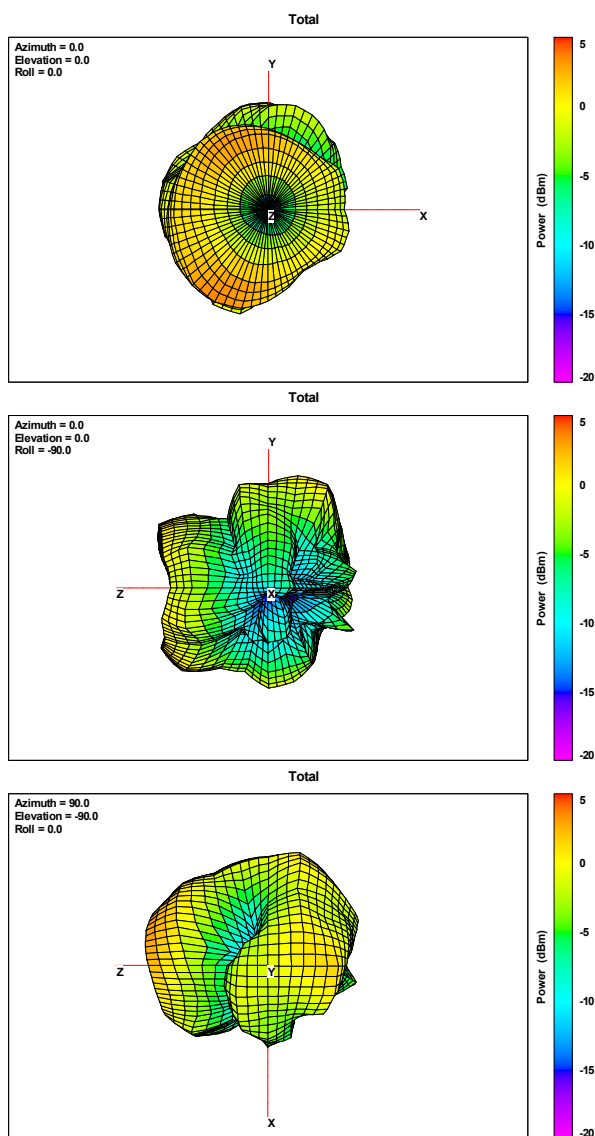 Total
Azimuth = 0.0
Elevation = 0.0
Roll = 0.0
Y
Z
X
5
0
-5
-10
-15
-20
Power (dBm)
Total
Azimuth = 0.0
Elevation = 0.0
Roll = -90.0
Y
Z
X
5
0
-5
-10
-15
-20
Power (dBm)
Total
Azimuth = 90.0
Elevation = -90.0
Roll = 0.0
Z
Y
X
5
0
-5
-10
-15
-20
Power (dBm)